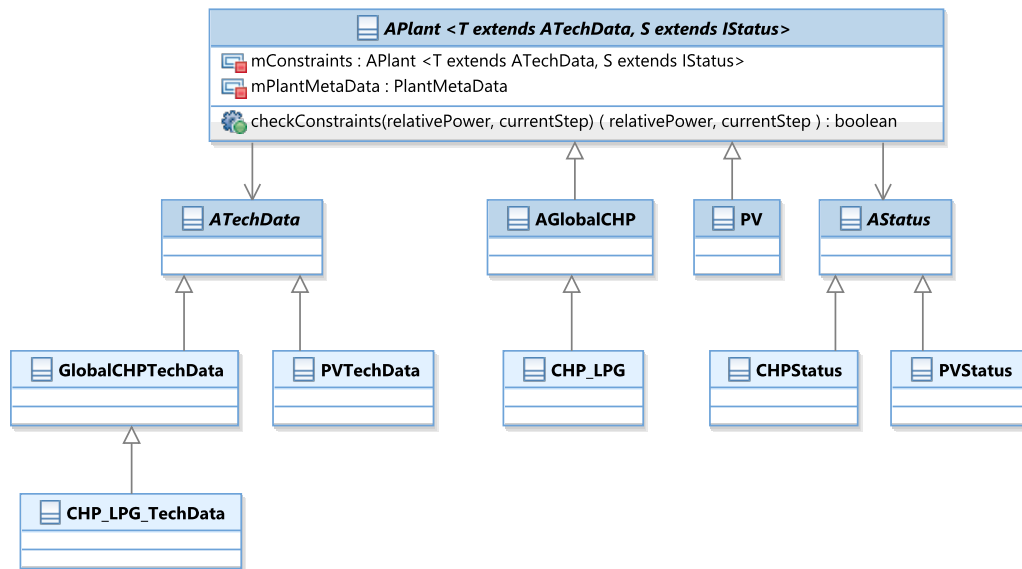 APlant <T extends ATechData, S extends IStatus>
mConstraints : APlant <T extends ATechData, S extends IStatus>
mPlantMetaData : PlantMetaData
checkConstraints(relativePower, currentStep) ( relativePower, currentStep ) : boolean
ATechData
AGlobalCHP
PV
AStatus
GlobalCHPTechData
PVTechData
CHP_LPG
CHPStatus
PVStatus
CHP_LPG_TechData